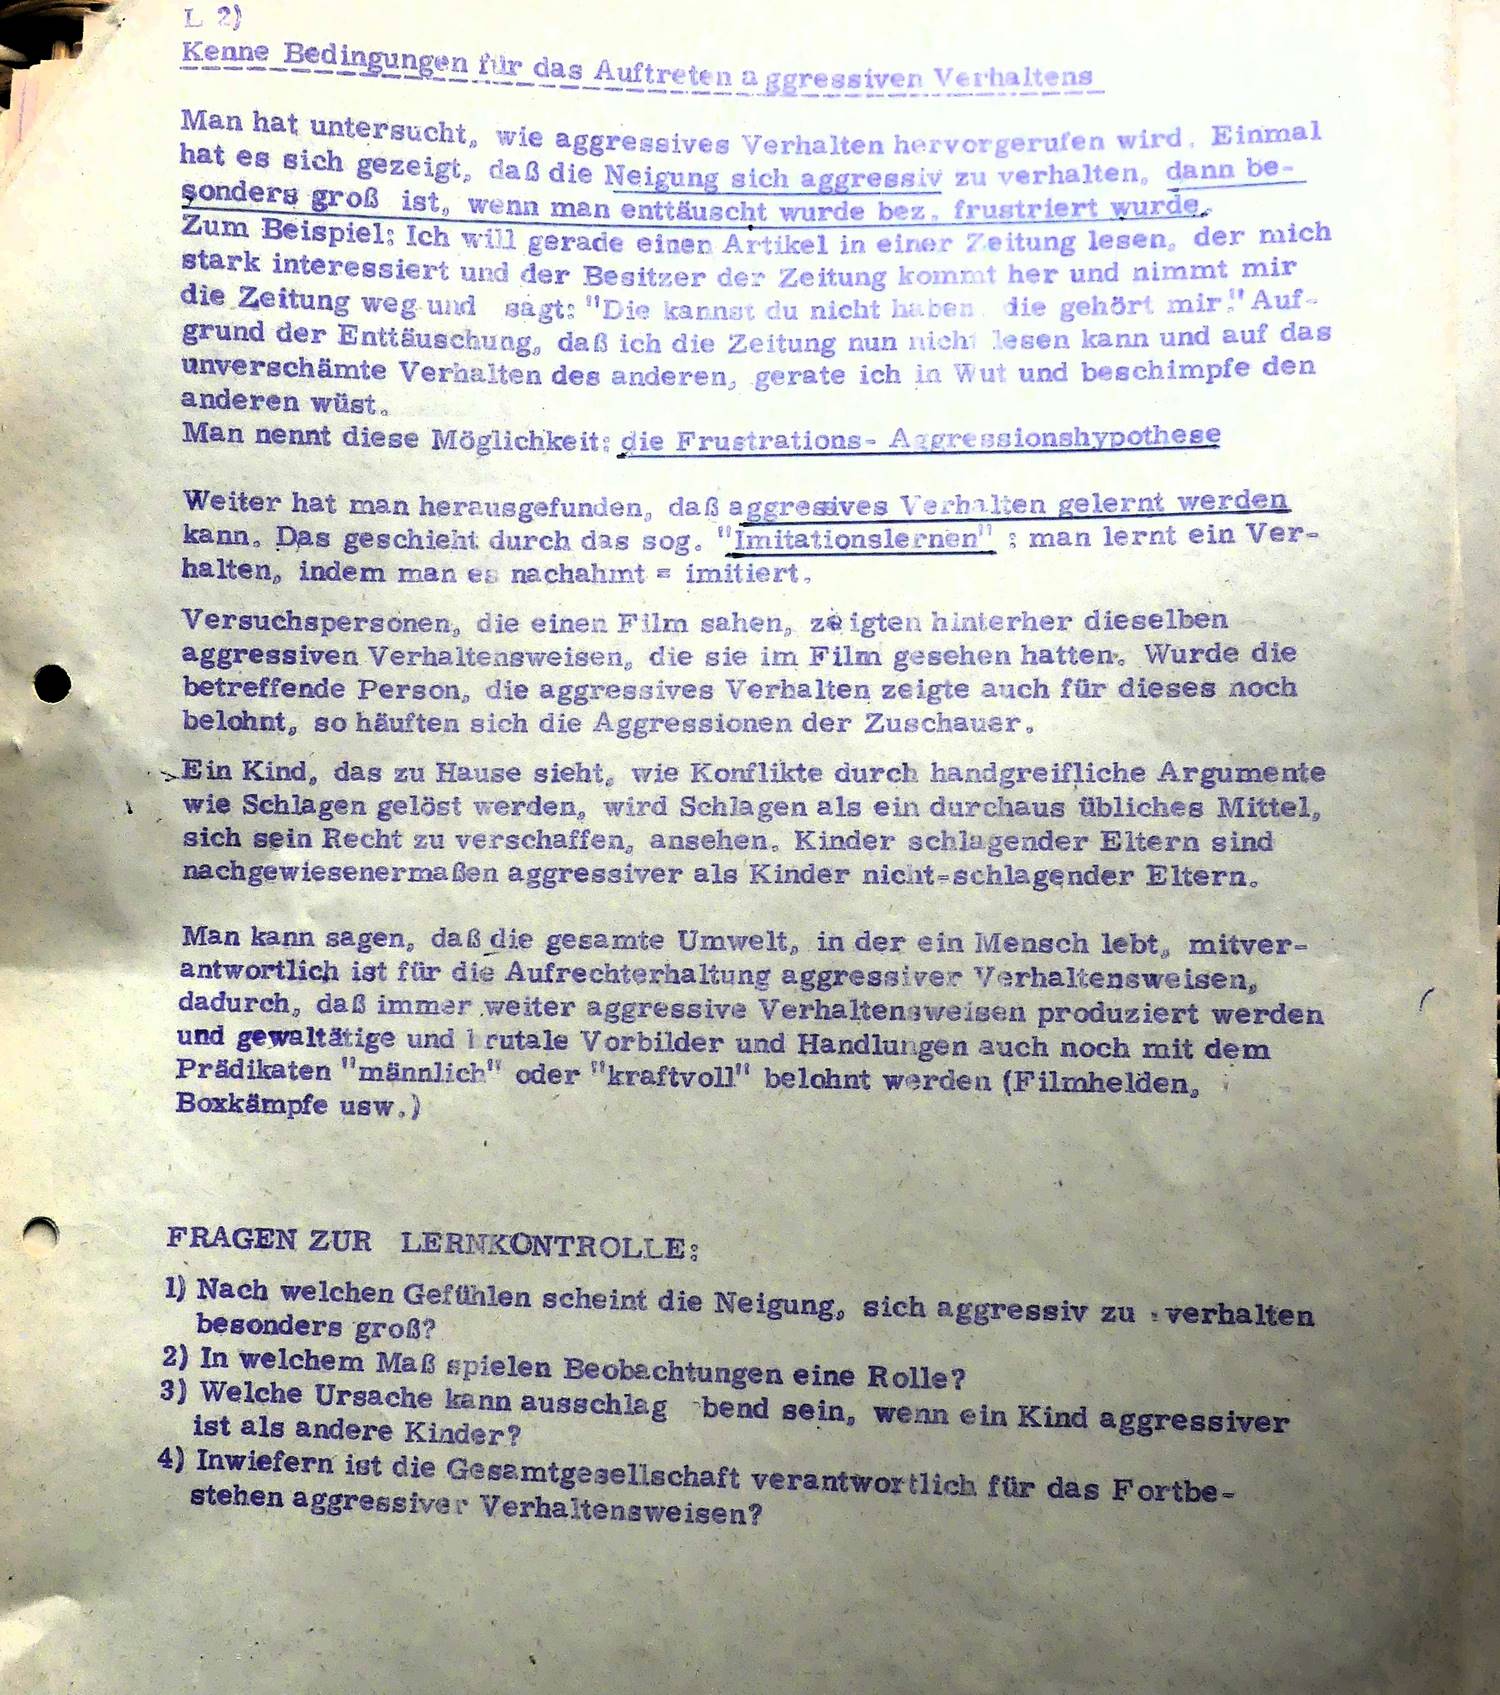 L 2)
Kenne Bedingungen für das Auftreten aggressiven Verhaltens
Man hat untersucht, wie aggressives Verhalten hervorgerufen wird. Einmal
hat es sich gezeigt, daß die Neigung sich aggressiv zu verhalten, dann be-
sonders groß ist, wenn man enttäuscht wurde bez. frustriert wurde.
Zum Beispiel: Ich will gerade einen Artikel in einer Zeitung lesen, der mich
stark interessiert und der Besitzer der Zeitung kommt her und nimmt mir
die Zeitung weg und sagt: "Die kannst du nicht haben die gehört mir." Auf-
grund der Enttäuschung, daß ich die Zeitung nun nicht lesen kann und auf das
unverschämte Verhalten des anderen, gerate ich in Wut und beschimpfe den
anderen wüst.
Man nennt diese Möglichkeit: die Frustrations- Aggressionshypothese
Weiter hat man herausgefunden, daß aggresives Verhalten gelernt werden
kann. Das geschieht durch das sog. "Imitationslernen" : man lernt ein Ver-
halten, indem man es nachahmt = imitiert.
Versuchspersonen, die einen Film sahen, zeigten hinterher dieselben
aggressiven Verhaltensweisen, die sie im Film gesehen hatten. Wurde die
betreffende Person, die aggressives Verhalten zeigte auch für dieses noch
belohnt, so häuften sich die Aggressionen der Zuschauer.
Ein Kind, das zu Hause sieht, wie Konflikte durch handgreifliche Argumente
wie Schlagen gelöst werden, wird Schlagen als ein durchaus übliches Mittel,
sich sein Recht zu verschaffen, ansehen. Kinder schlagender Eltern sind
nachgewiesenermaßen aggressiver als Kinder nicht-schlagender Eltern.
Man kann sagen, daß die gesamte Umwelt, in der ein Mensch lebt, mitver-
antwortlich ist für die Aufrechterhaltung aggressiver Verhaltensweisen,
dadurch, daß immer weiter aggressive Verhaltensweisen produziert werden
und gewaltätige und brutale Vorbilder und Handlungen auch noch mit dem
Prädikaten "männlich" oder "kraftvoll" belohnt werden (Filmhelden,
Boxkämpfe usw.)
FRAGEN ZUR LERNKONTROLLE:
1) Nach welchen Gefühlen scheint die Neigung, sich aggressiv zu verhalten
besonders groß?
2) In welchem Maß spielen Beobachtungen eine Rolle?
3) Welche Ursache kann ausschlag bend sein, wenn ein Kind aggressiver
ist als andere Kinder?
4) Inwiefern ist die Gesamtgesellschaft verantwortlich für das Fortbe-
stehen aggressiver Verhaltensweisen?